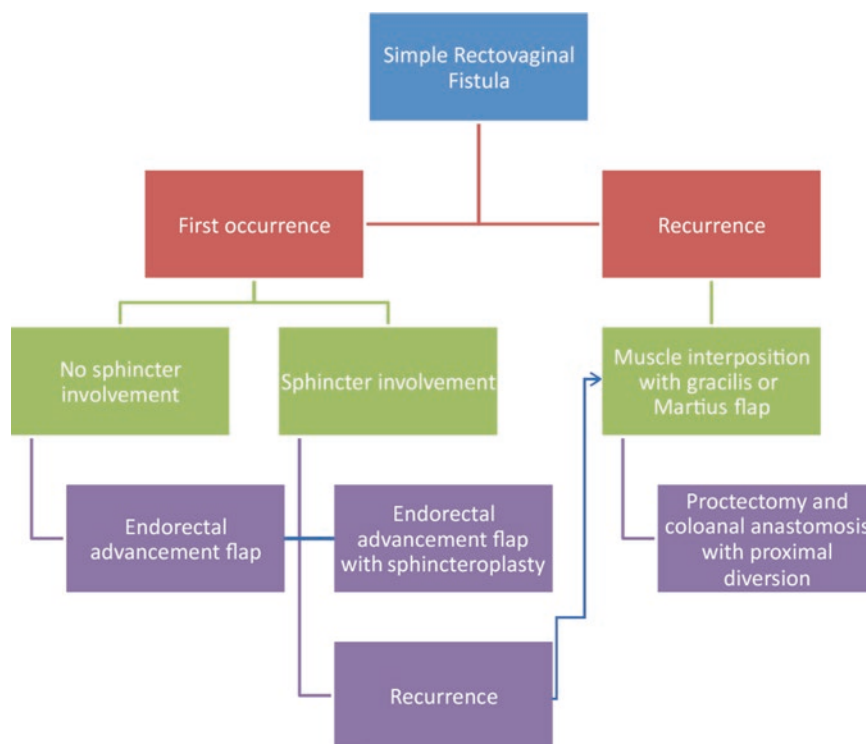 Simple Rectovaginal
Fistula
First occurrence
Recurrence
No sphincter
involvement
Sphincter involvement
Muscle interposition
with gracilis or
Martius flap
Endorectal
advancement flap
Endorectal
advancement flap
with sphincteroplasty
Proctectomy and
coloanal anastomosis
with proximal
diversion
Recurrence